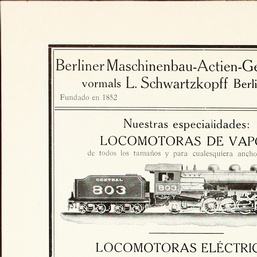 Berliner Maschinenbau-Actien-Ge
vormals L. Schwartzkopff Berli
Fundado en 1852
Nuestras especialidades:
LOCOMOTORAS DE VAPO
de todos los tamaños y para cualesquiera ancho
CENTRAL
803
803
LOCOMOTORAS ELÉCTRIC